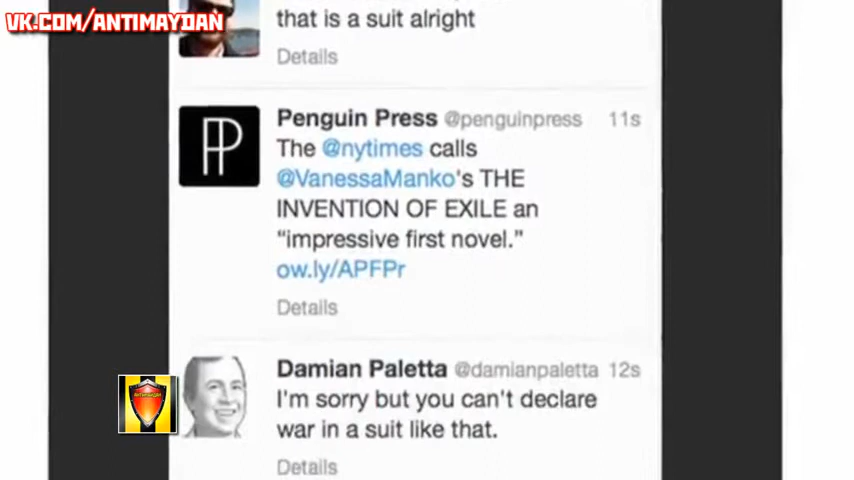 VK.COM/ANTIMAYDAN
that is a suit alright
Details
Penguin Press @penguinpress 11s
The @nytimes calls
@VanessaManko's THE
INVENTION OF EXILE an
“impressive first novel.”
ow.ly/APFPr
Details
Damian Paletta @damianpaletta 12s
I'm sorry but you can't declare
war in a suit like that.
Details